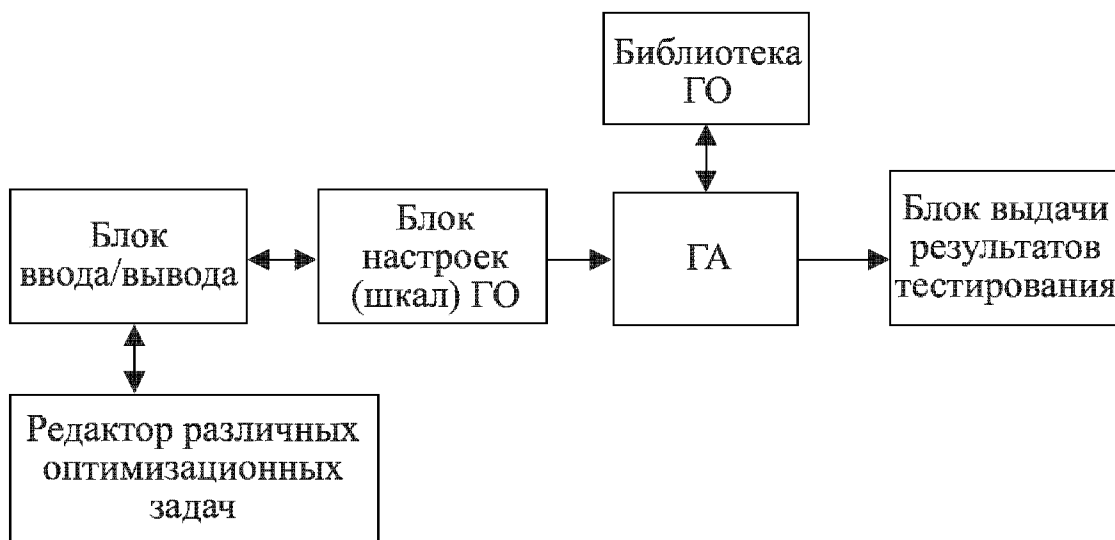 Библиотека
ГО
Блок
ввода/вывода
Блок
настроек
(шкал) ГО
ГА
Блок выдачи
результатов
тестирования
Редактор различных
оптимизационных
задач